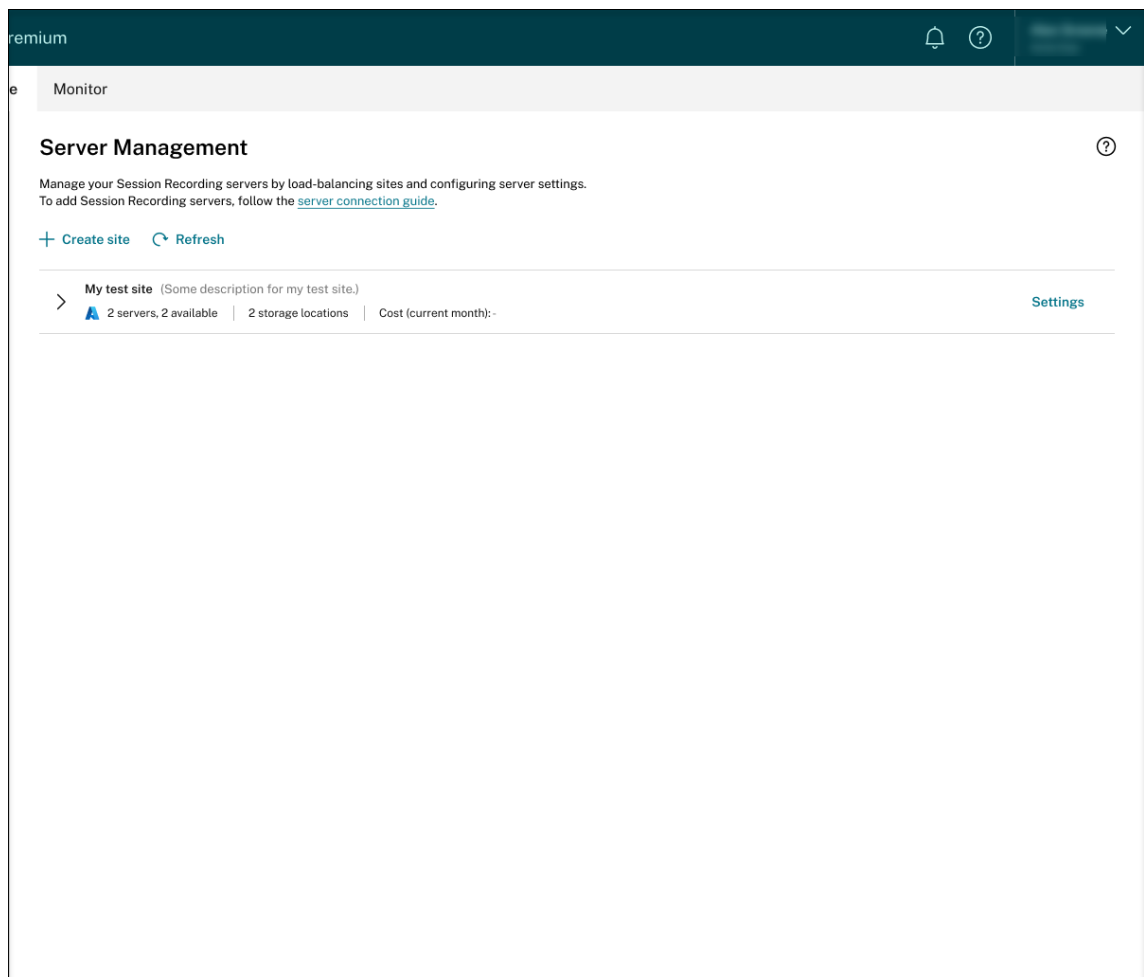 remium
e Monitor
Server Management
Manage your Session Recording servers by load-balancing sites and configuring server settings.
To add Session Recording servers, follow the server connection guide.
Create site Refresh
My test site (Some description for my test site.)
2 servers, 2 available 2 storage locations Cost (current month): -
Settings